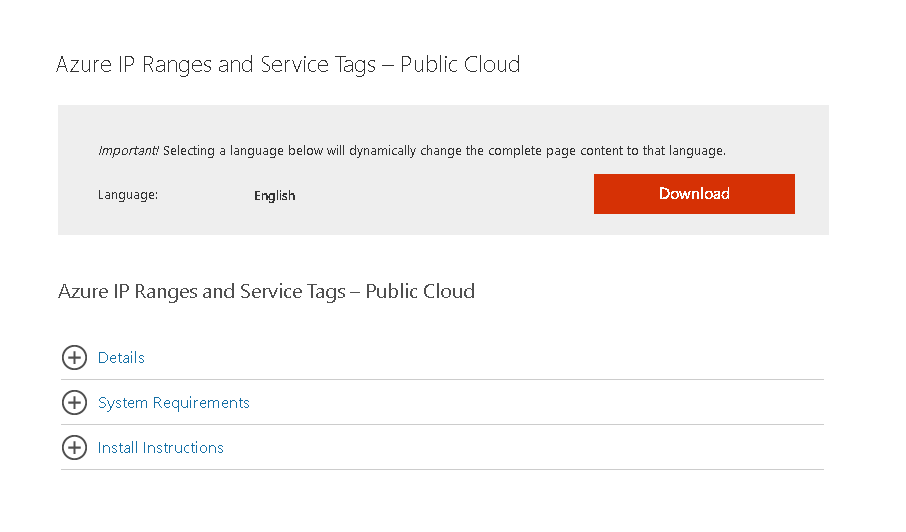 Azure IP Ranges and Service Tags – Public Cloud
Important! Selecting a language below will dynamically change the complete page content to that language.
Language: English Download
Azure IP Ranges and Service Tags – Public Cloud
Details
System Requirements
Install Instructions